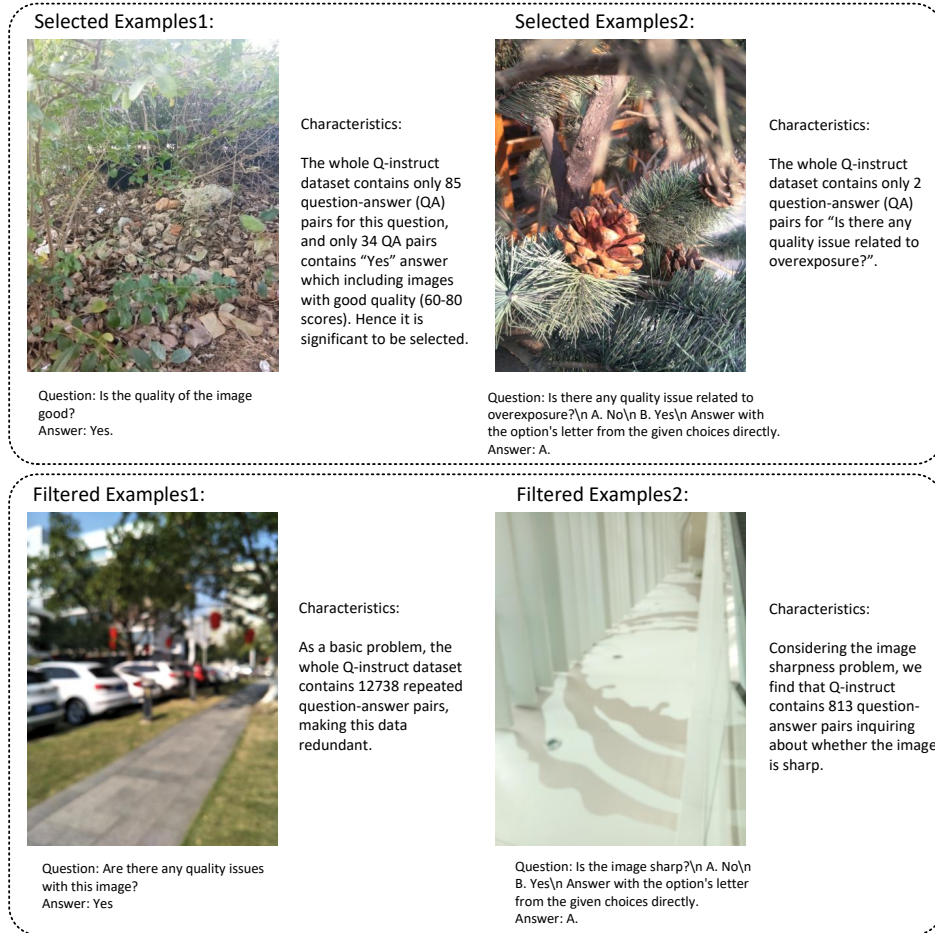 Selected Examples1:
Characteristics:
The whole Q-instruct
dataset contains only 85
question-answer (QA)
pairs for this question,
and only 34 QA pairs
contains “Yes” answer
which including images
with good quality (60-80
scores). Hence it is
significant to be selected.
Question: Is the quality of the image
good?
Answer: Yes.
Selected Examples2:
Characteristics:
The whole Q-instruct
dataset contains only 2
question-answer (QA)
pairs for “Is there any
quality issue related to
overexposure?”.
Question: Is there any quality issue related to
overexposure?\n A. No\n B. Yes\n Answer with
the option's letter from the given choices directly.
Answer: A.
Filtered Examples1:
Characteristics:
As a basic problem, the
whole Q-instruct dataset
contains 12738 repeated
question-answer pairs,
making this data
redundant.
Question: Are there any quality issues
with this image?
Answer: Yes
Filtered Examples2:
Characteristics:
Considering the image
sharpness problem, we
find that Q-instruct
contains 813 question-
answer pairs inquiring
about whether the image
is sharp.
Question: Is the image sharp?\n A. No\n
B. Yes\n Answer with the option's letter
from the given choices directly.
Answer: A.